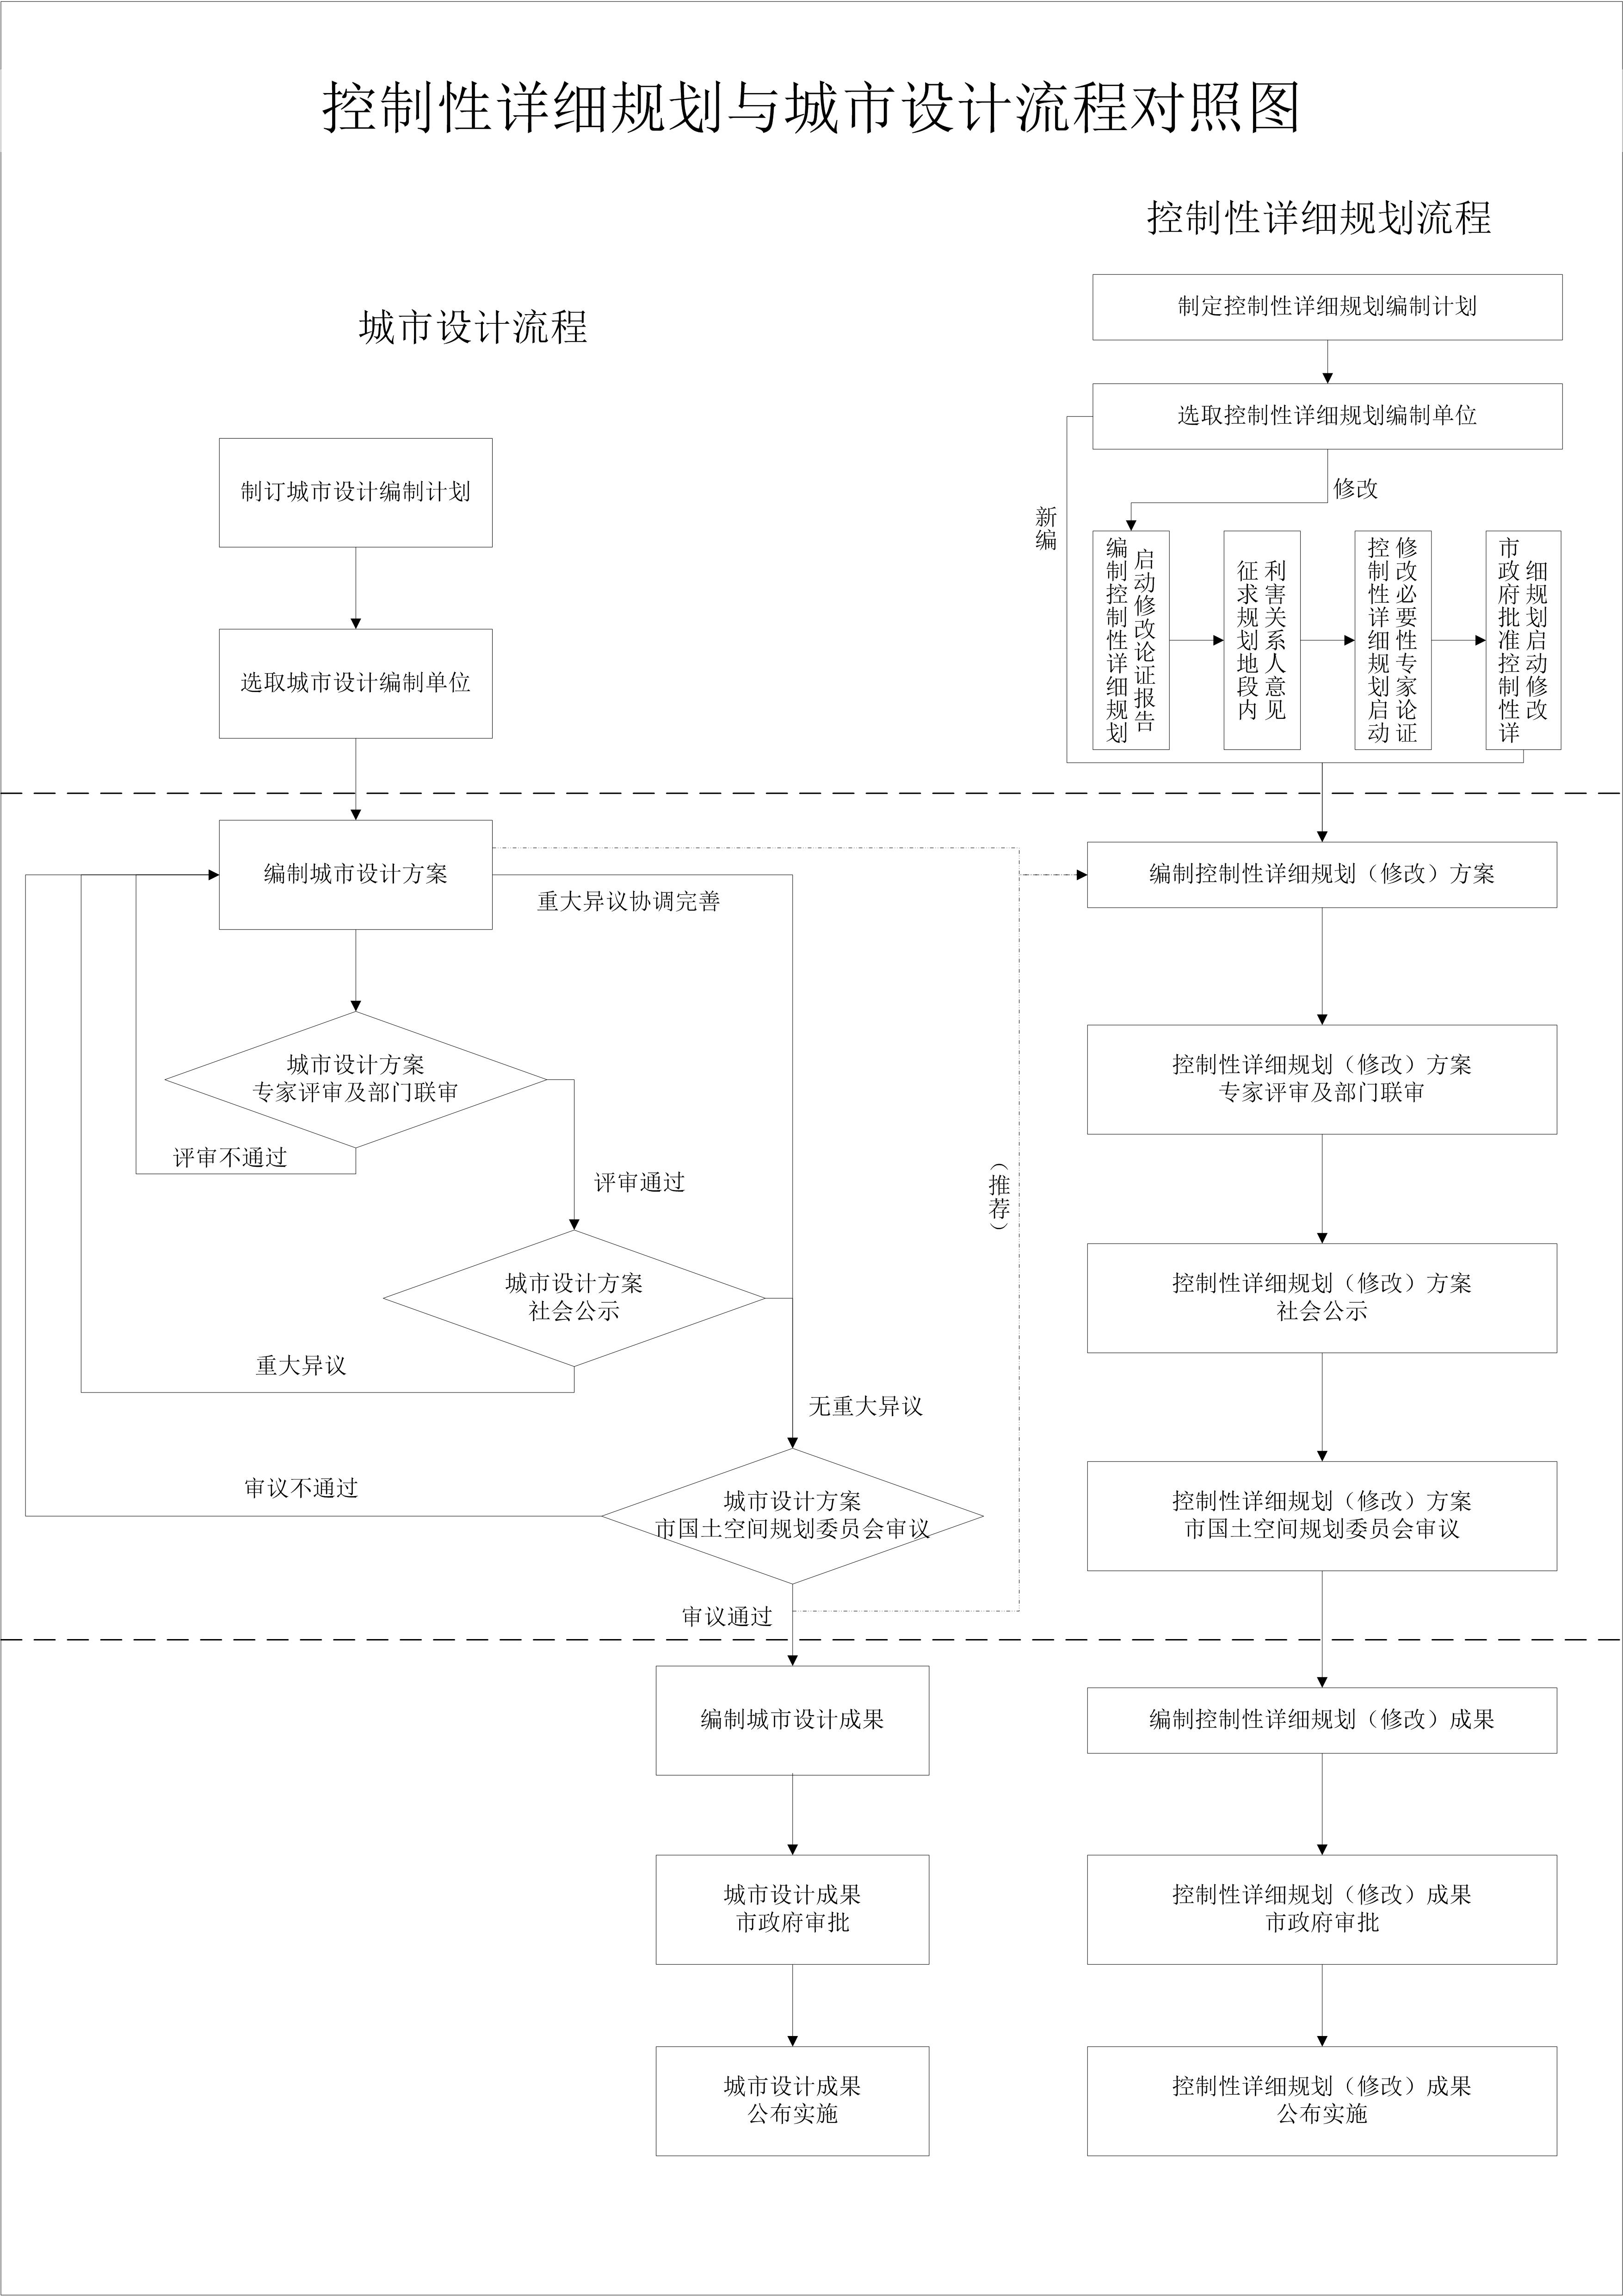 控制性详细规划与城市设计流程对照图
控制性详细规划流程
制定控制性详细规划编制计划
选取控制性详细规划编制单位
新编
修改
编制控制性详细规划
启动修改论证报告
征求规划地段内
利害关系人意见
控制性详细规划启动
修改必要性专家论证
市政府批准控制性详
细规划启动修改
城市设计流程
制订城市设计编制计划
选取城市设计编制单位
编制城市设计方案
重大异议协调完善
城市设计方案
专家评审及部门联审
评审不通过
评审通过
城市设计方案
社会公示
重大异议
无重大异议
审议不通过
城市设计方案
市国土空间规划委员会审议
审议通过
（推荐）
编制城市设计成果
城市设计成果
市政府审批
城市设计成果
公布实施
编制控制性详细规划（修改）方案
控制性详细规划（修改）方案
专家评审及部门联审
控制性详细规划（修改）方案
社会公示
控制性详细规划（修改）方案
市国土空间规划委员会审议
编制控制性详细规划（修改）成果
控制性详细规划（修改）成果
市政府审批
控制性详细规划（修改）成果
公布实施